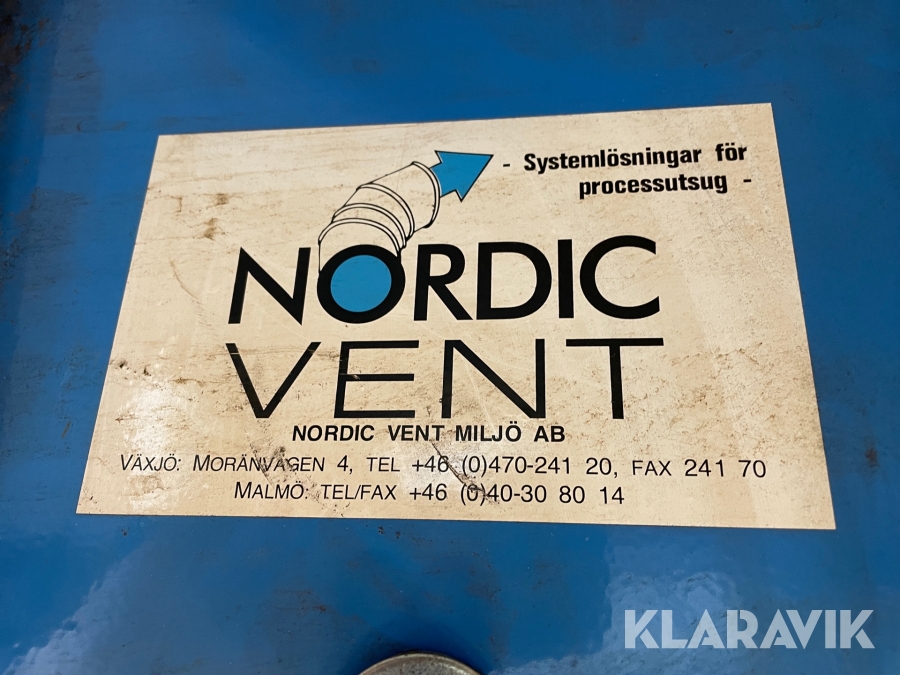 - Systemlösningar för
processutsug -
NORDIC
VENT
NORDIC VENT MILJÖ AB
VÄXJÖ: MORÄNVÄGEN 4, TEL +46 (0)470-241 20, FAX 241 70
MALMÖ: TEL/FAX +46 (0)40-30 80 14
KLARAVIK